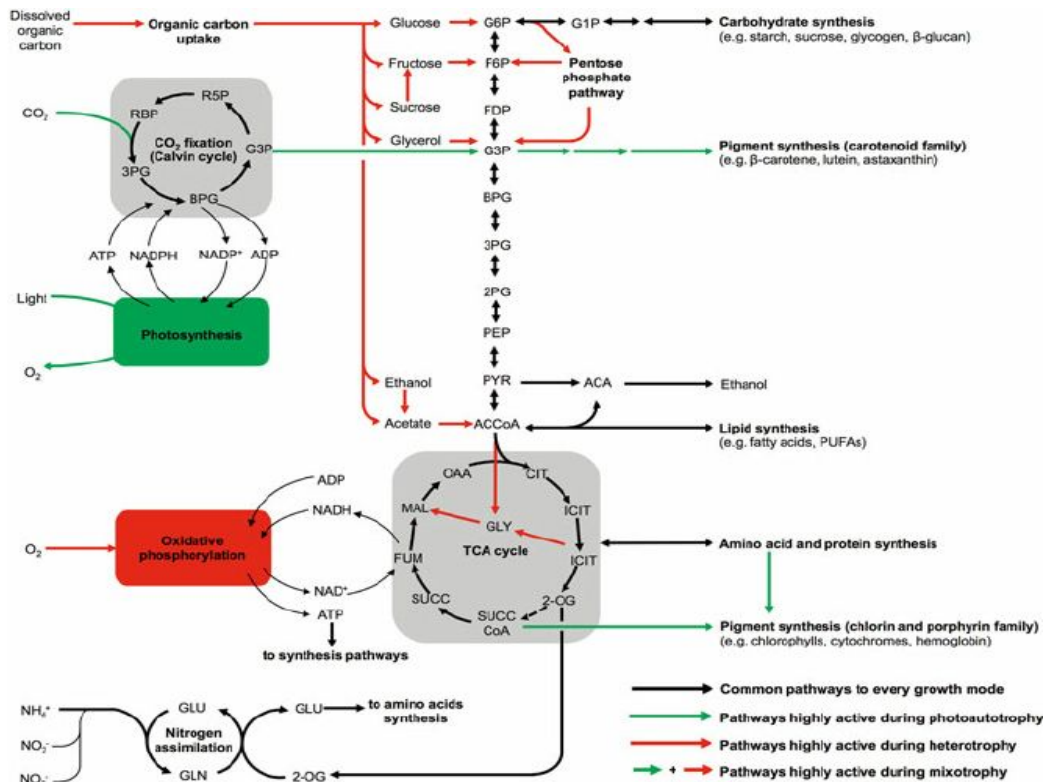 Dissolved
organic
carbon
Organic carbon
uptake
Glucose
G6P
G1P
Carbohydrate synthesis
(e.g. starch, sucrose, glycogen, β-glucan)
Fructose
F6P
Pentose
phosphate
pathway
Sucrose
FDP
Glycerol
G3P
Pigment synthesis (carotenoid family)
(e.g. β-carotene, lutein, astaxanthin)
CO₂
R5P
RBP
CO₂ fixation
(Calvin cycle)
G3P
3PG
BPG
ATP
NADPH
NADP⁺
ADP
Light
Photosynthesis
O₂
BPG
3PG
2PG
PEP
PYR
ACA
Ethanol
Ethanol
Acetate
ACCoA
Lipid synthesis
(e.g. fatty acids, PUFAs)
OAA
CIT
MAL
ICIT
GLY
TCA cycle
ICIT
FUM
SUCC
SUCC
CoA
2-OG
Amino acid and protein synthesis
Pigment synthesis (chlorin and porphyrin family)
(e.g. chlorophylls, cytochromes, hemoglobin)
ADP
NADH
O₂
Oxidative
phosphorylation
NAD⁺
ATP
to synthesis pathways
NH₄⁺
NO₂⁻
NO₃⁻
GLU
Nitrogen
assimilation
GLN
GLU
to amino acids
synthesis
2-OG
Common pathways to every growth mode
Pathways highly active during photoautotrophy
Pathways highly active during heterotrophy
+
Pathways highly active during mixotrophy